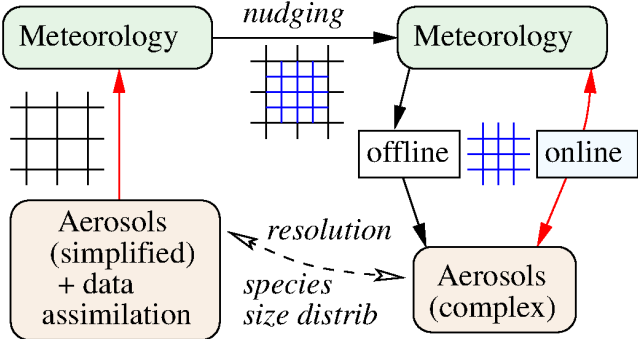 nudging
Meteorology
Meteorology
offline
online
Aerosols
(simplified)
+ data
assimilation
resolution
species
size distrib
Aerosols
(complex)